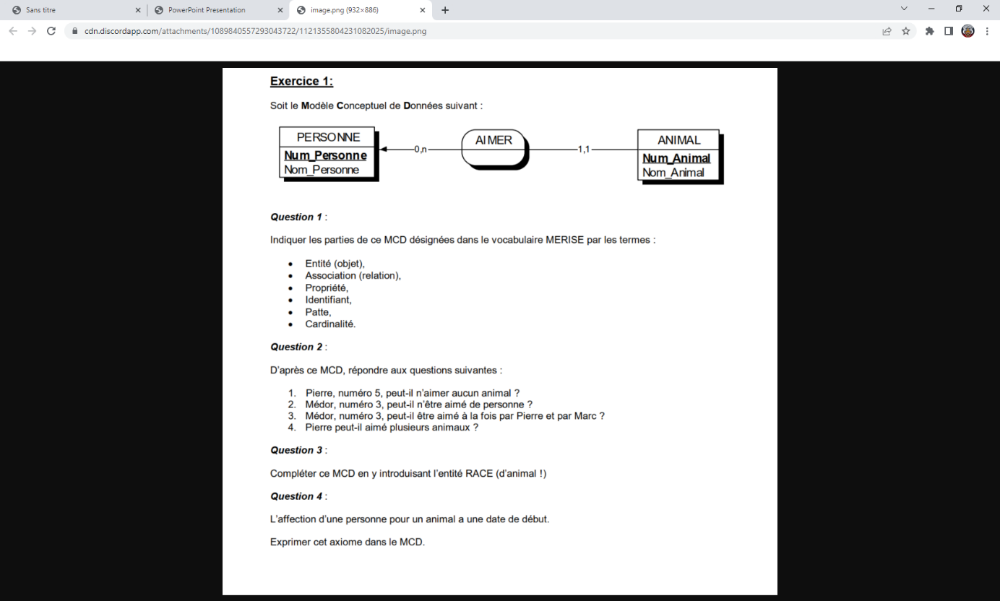 Sans titre
PowerPoint Presentation
image.png (932×886)
cdn.discordapp.com/attachments/1089840557293043722/1121355804231082025/image.png
Exercice 1:
Soit le Modèle Conceptuel de Données suivant :
PERSONNE
Num_Personne
Nom_Personne
0,n
AIMER
1,1
ANIMAL
Num_Animal
Nom_Animal
Question 1 :
Indiquer les parties de ce MCD désignées dans le vocabulaire MERISE par les termes :
• Entité (objet),
• Association (relation),
• Propriété,
• Identifiant,
• Patte,
• Cardinalité.
Question 2 :
D'après ce MCD, répondre aux questions suivantes :
1. Pierre, numéro 5, peut-il n'aimer aucun animal ?
2. Médor, numéro 3, peut-il n'être aimé de personne ?
3. Médor, numéro 3, peut-il être aimé à la fois par Pierre et par Marc ?
4. Pierre peut-il aimé plusieurs animaux ?
Question 3 :
Compléter ce MCD en y introduisant l'entité RACE (d'animal !)
Question 4 :
L'affection d'une personne pour un animal a une date de début.
Exprimer cet axiome dans le MCD.